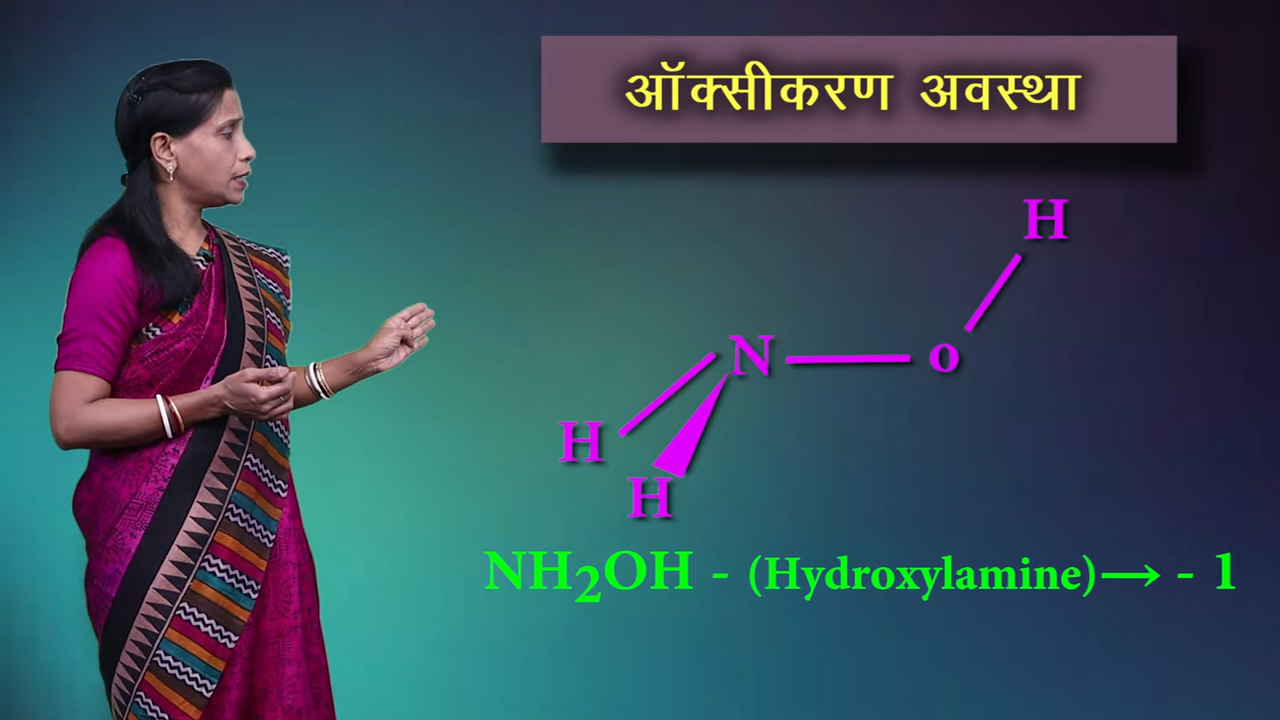 ऑक्सीकरण अवस्था
H
N o
H
H
NH2OH - (Hydroxylamine)→ - 1